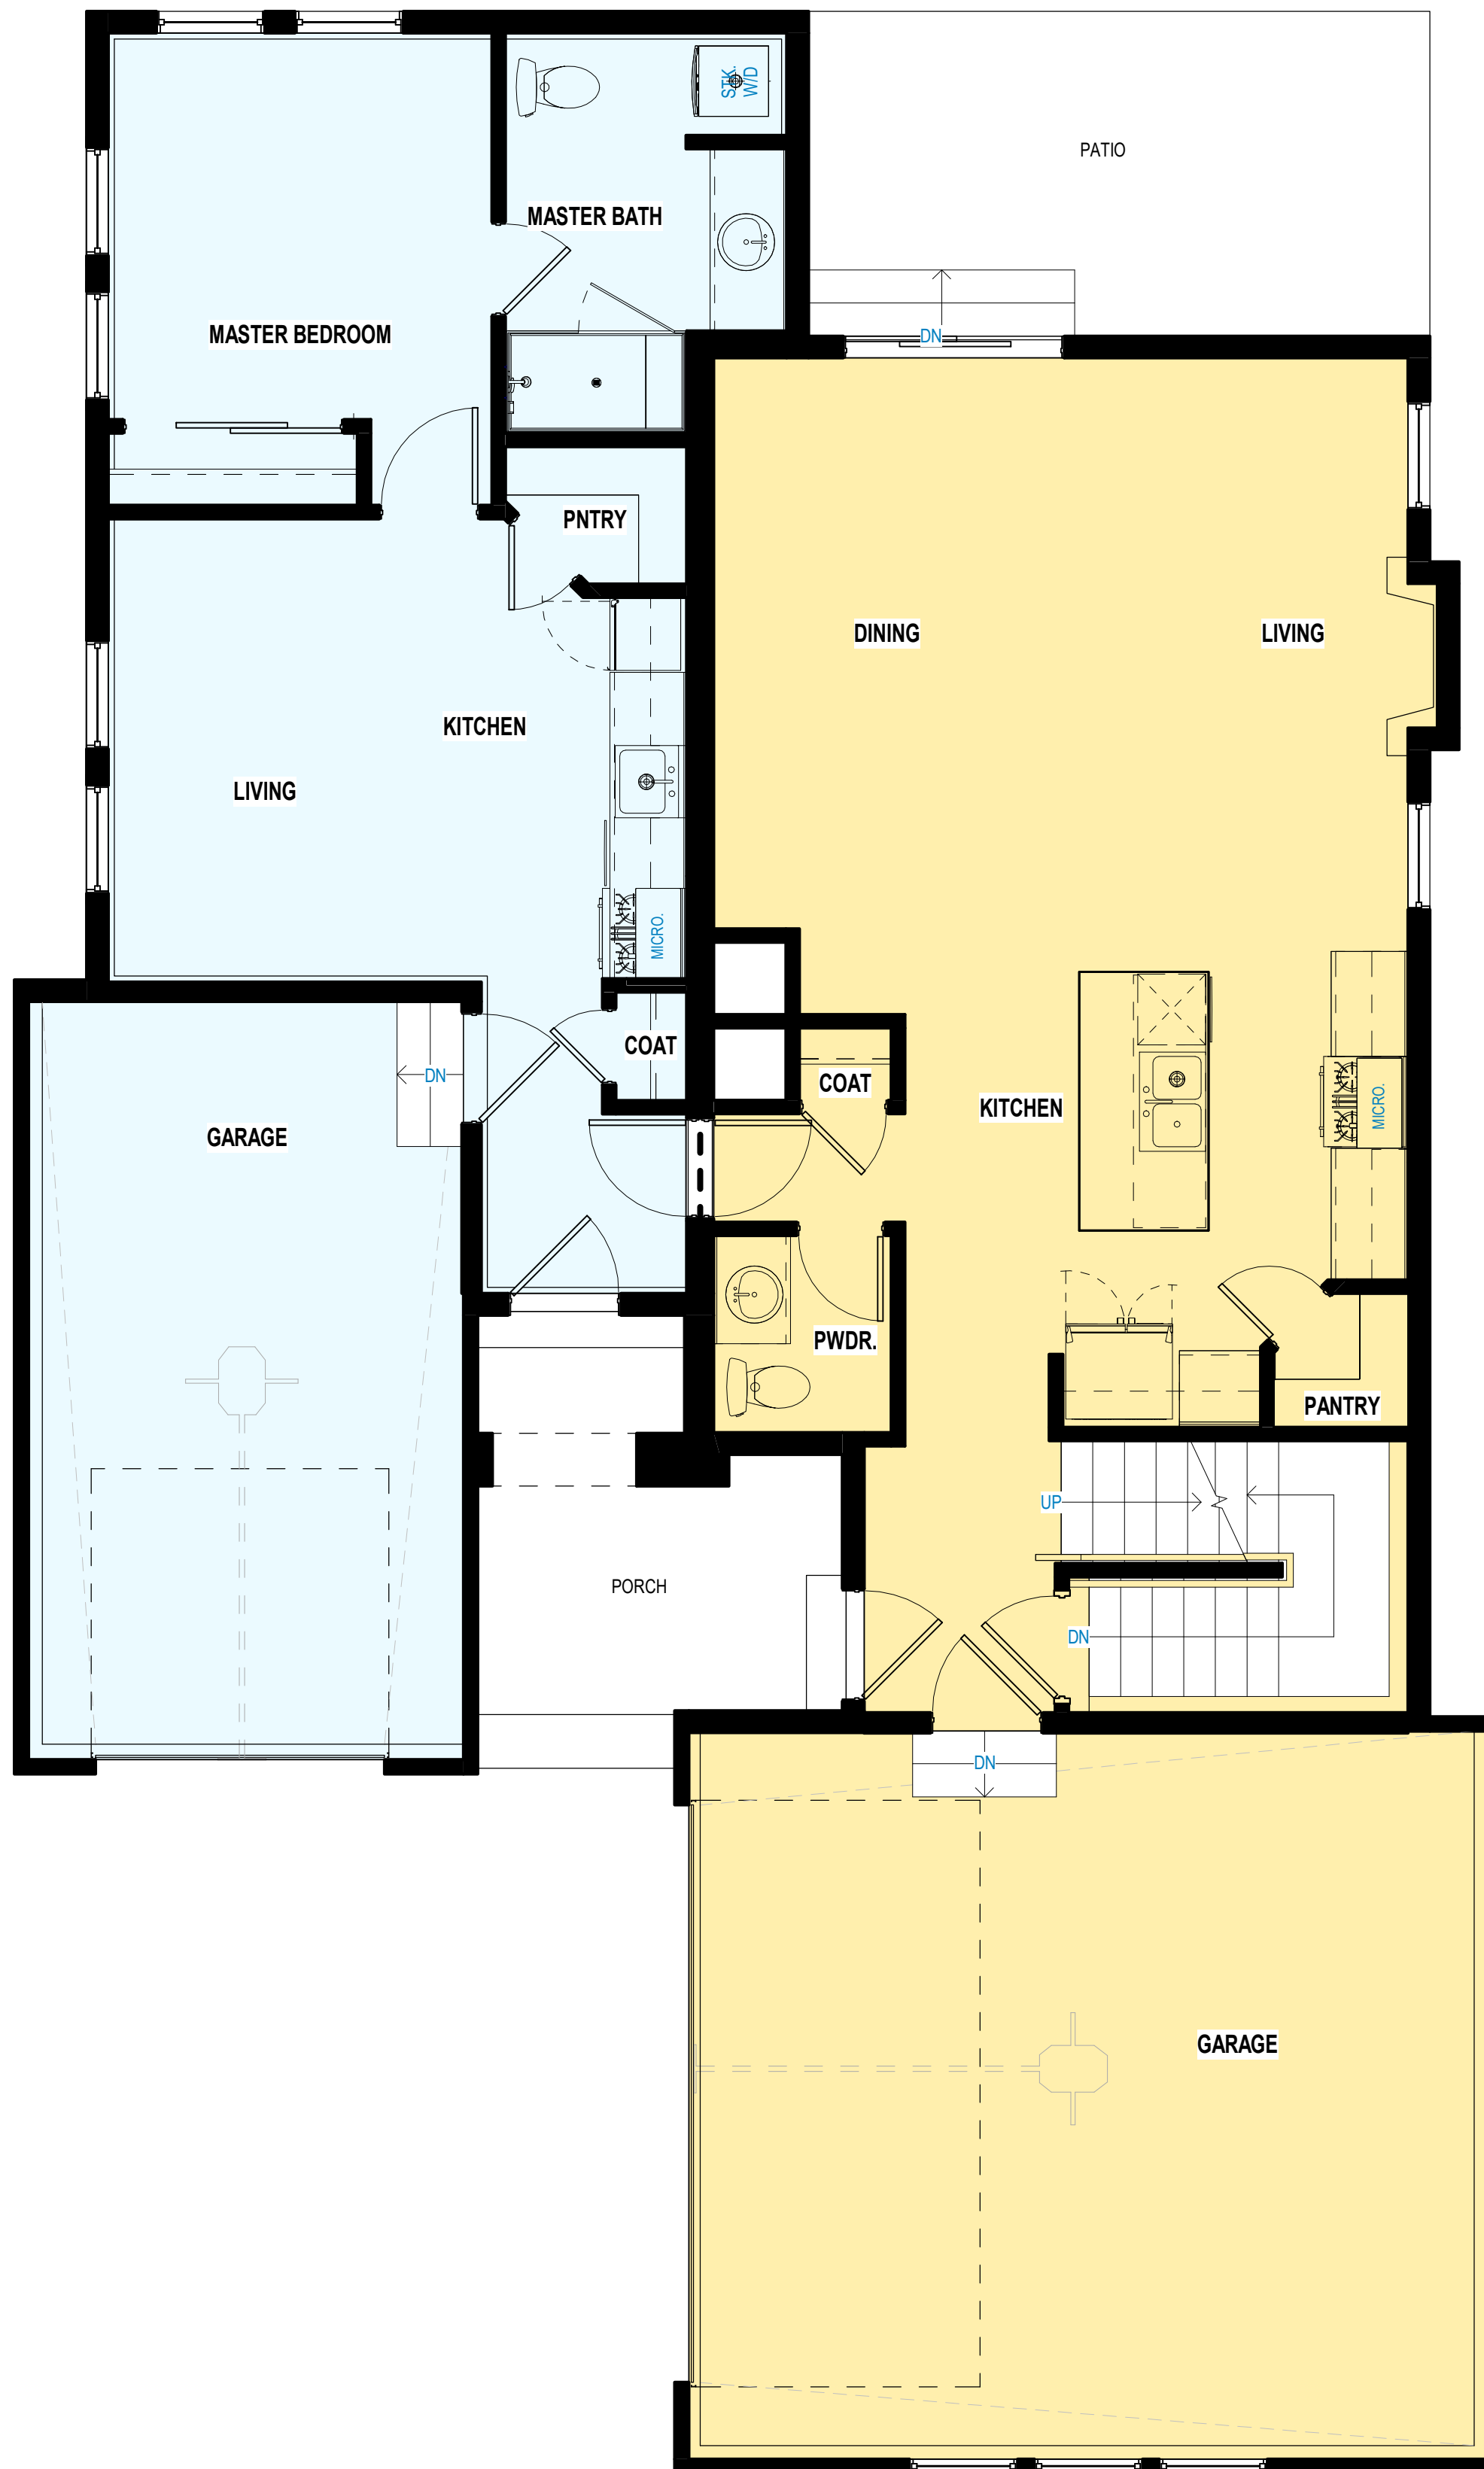 STK.
W/D
PATIO
MASTER BATH
MASTER BEDROOM
DN
PNTRY
DINING
LIVING
KITCHEN
LIVING
MICRO.
COAT
DN
COAT
KITCHEN
MICRO.
GARAGE
PWDR.
PANTRY
UP
PORCH
DN
DN
GARAGE